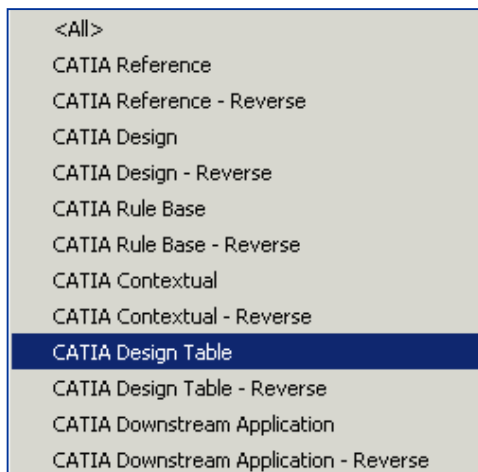 <All>
CATIA Reference
CATIA Reference - Reverse
CATIA Design
CATIA Design - Reverse
CATIA Rule Base
CATIA Rule Base - Reverse
CATIA Contextual
CATIA Contextual - Reverse
CATIA Design Table
CATIA Design Table - Reverse
CATIA Downstream Application
CATIA Downstream Application - Reverse